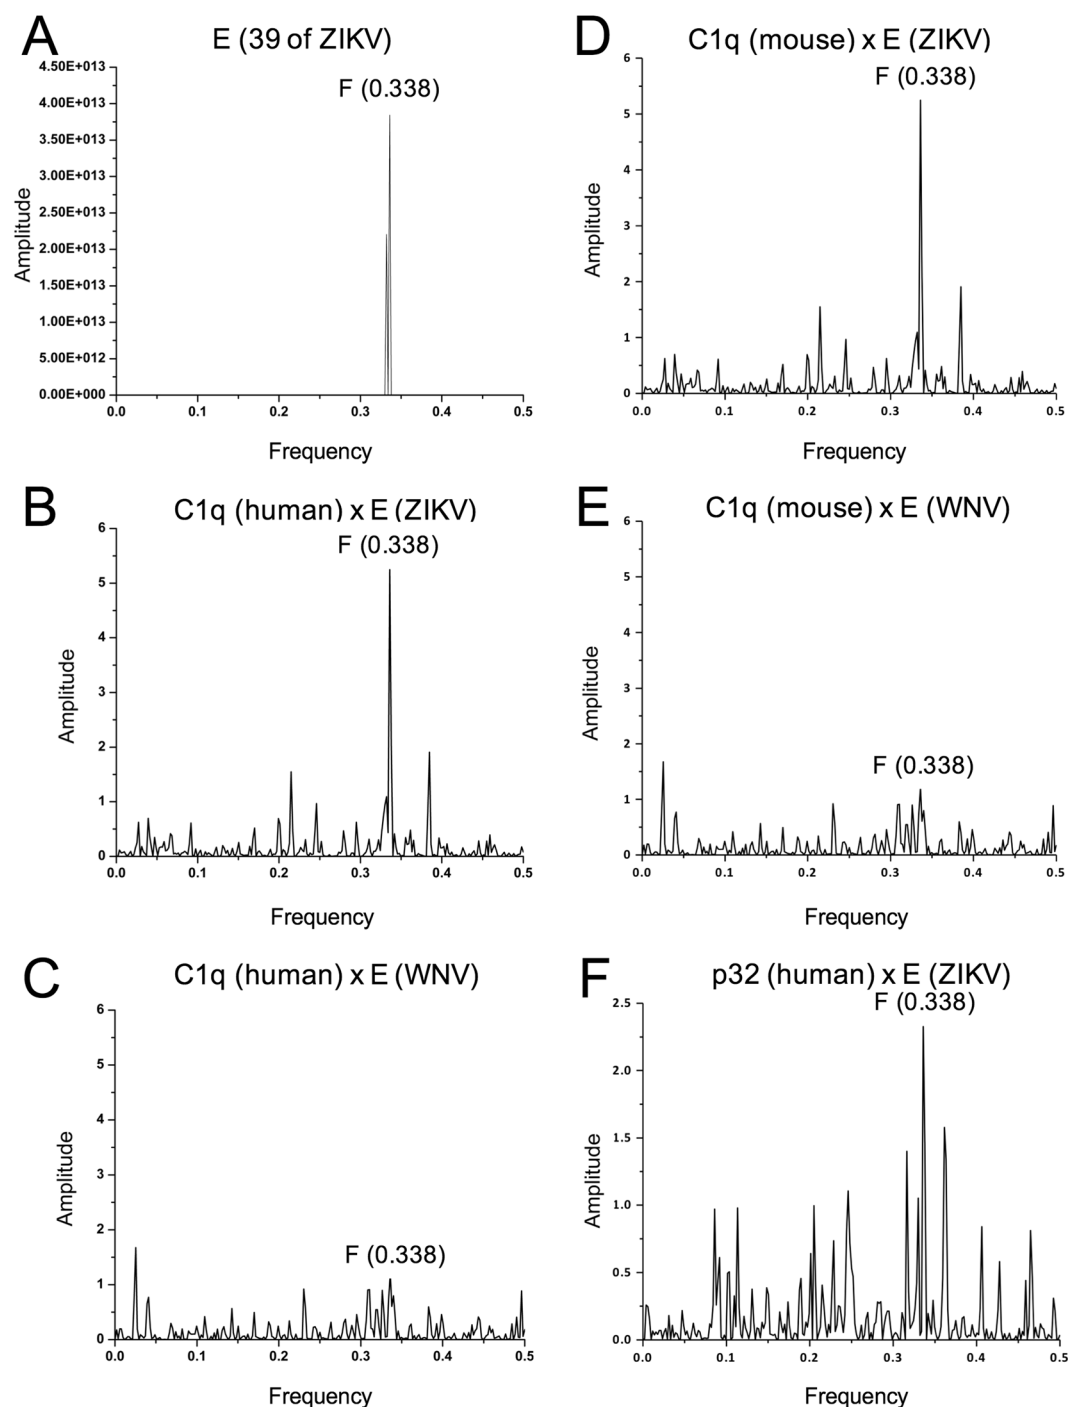 A
E (39 of ZIKV)
F (0.338)
4.50E+013
4.00E+013
3.50E+013
3.00E+013
2.50E+013
2.00E+013
1.50E+013
1.00E+013
5.00E+012
0.00E+000
Amplitude
0.0 0.1 0.2 0.3 0.4 0.5
Frequency
B
C1q (human) x E (ZIKV)
F (0.338)
6
5
4
3
2
1
0
Amplitude
0.0 0.1 0.2 0.3 0.4 0.5
Frequency
C
C1q (human) x E (WNV)
F (0.338)
6
5
4
3
2
1
0
Amplitude
0.0 0.1 0.2 0.3 0.4 0.5
Frequency
D
C1q (mouse) x E (ZIKV)
F (0.338)
6
5
4
3
2
1
0
Amplitude
0.0 0.1 0.2 0.3 0.4 0.5
Frequency
E
C1q (mouse) x E (WNV)
F (0.338)
6
5
4
3
2
1
0
Amplitude
0.0 0.1 0.2 0.3 0.4 0.5
Frequency
F
p32 (human) x E (ZIKV)
F (0.338)
2.5
2.0
1.5
1.0
0.5
0.0
Amplitude
0.0 0.1 0.2 0.3 0.4 0.5
Frequency